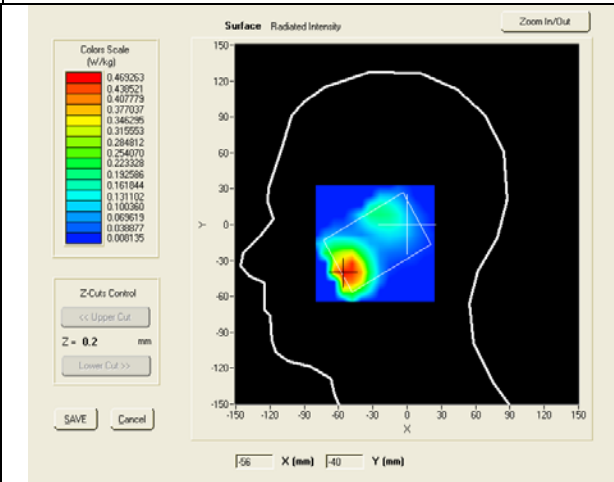 Surface Radiated Intensity
Zoom In/Out
Colors Scale
(W/kg)
0.469263
0.438521
0.407779
0.377037
0.346295
0.315553
0.284812
0.254070
0.223328
0.192586
0.161844
0.131102
0.100360
0.069619
0.038877
0.008135
150
120
90
60
30
0
-30
-60
-90
-120
-150
Y
-150 -120 -90 -60 -30 0 30 60 90 120 150
X
Z-Cuts Control
<< Upper Cut
Z = 0.2 mm
Lower Cut >>
SAVE Cancel
-56 X (mm) -40 Y (mm)